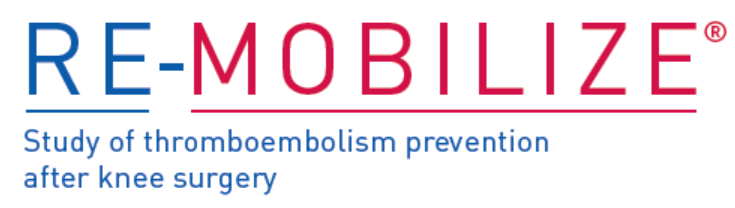 RE-MOBILIZE®
Study of thromboembolism prevention
after knee surgery